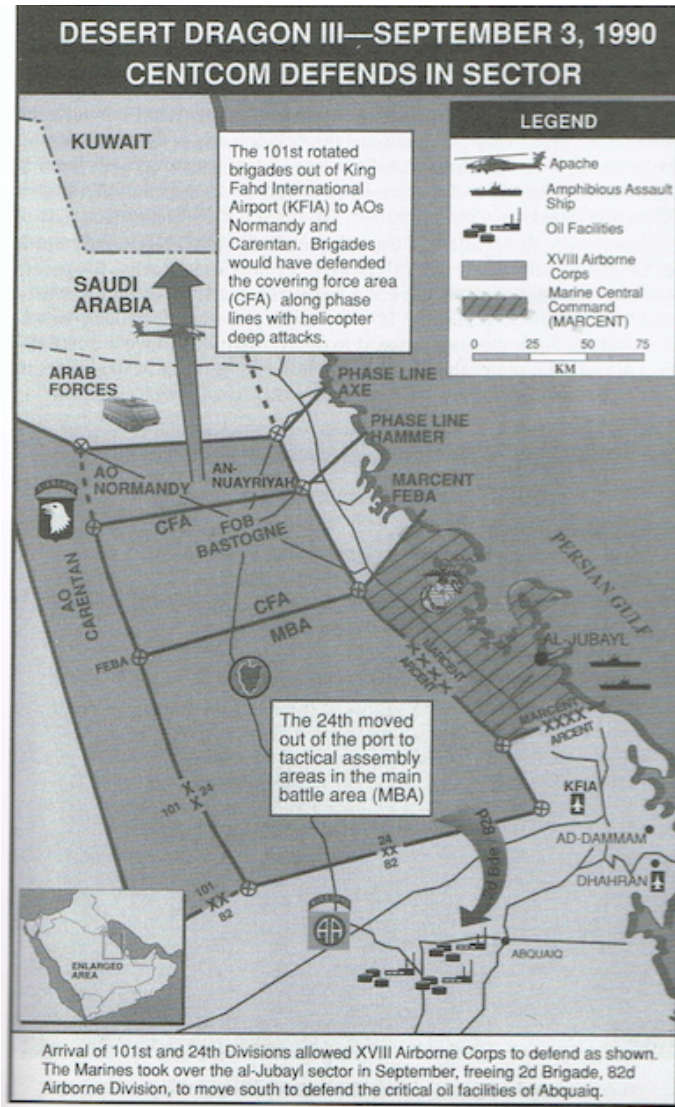 DESERT DRAGON III—SEPTEMBER 3, 1990
CENTCOM DEFENDS IN SECTOR
KUWAIT
The 101st rotated
brigades out of King
Fahd International
Airport (KFIA) to AOs
Normandy and
Carentan. Brigades
would have defended
the covering force area
(CFA) along phase
lines with helicopter
deep attacks.
LEGEND
Apache
Amphibious Assault
Ship
Oil Facilities
XVIII Airborne
Corps
Marine Central
Command
(MARCENT)
0 25 50 75
KM
SAUDI
ARABIA
ARAB
FORCES
PHASE LINE
AXE
PHASE LINE
HAMMER
MARCENT
FEBA
AO
NORMANDY
AN-
NUAYRIYAH
CFA
FOB
BASTOGNE
AO
CARENTAN
CFA
MBA
FEBA
PERSIAN GULF
AL-JUBAYL
MARCENT
XXXX
ARCENT
MARCENT
XXXX
ARCENT
The 24th moved
out of the port to
tactical assembly
areas in the main
battle area (MBA)
101 X X 24
KFIA
AD-DAMMAM
DHAHRAN
24
XX
82
101
XX
82
Bde, 82d
ABQUAIQ
ENLARGED
AREA
Arrival of 101st and 24th Divisions allowed XVIII Airborne Corps to defend as shown.
The Marines took over the al-Jubayl sector in September, freeing 2d Brigade, 82d
Airborne Division, to move south to defend the critical oil facilities of Abquaiq.